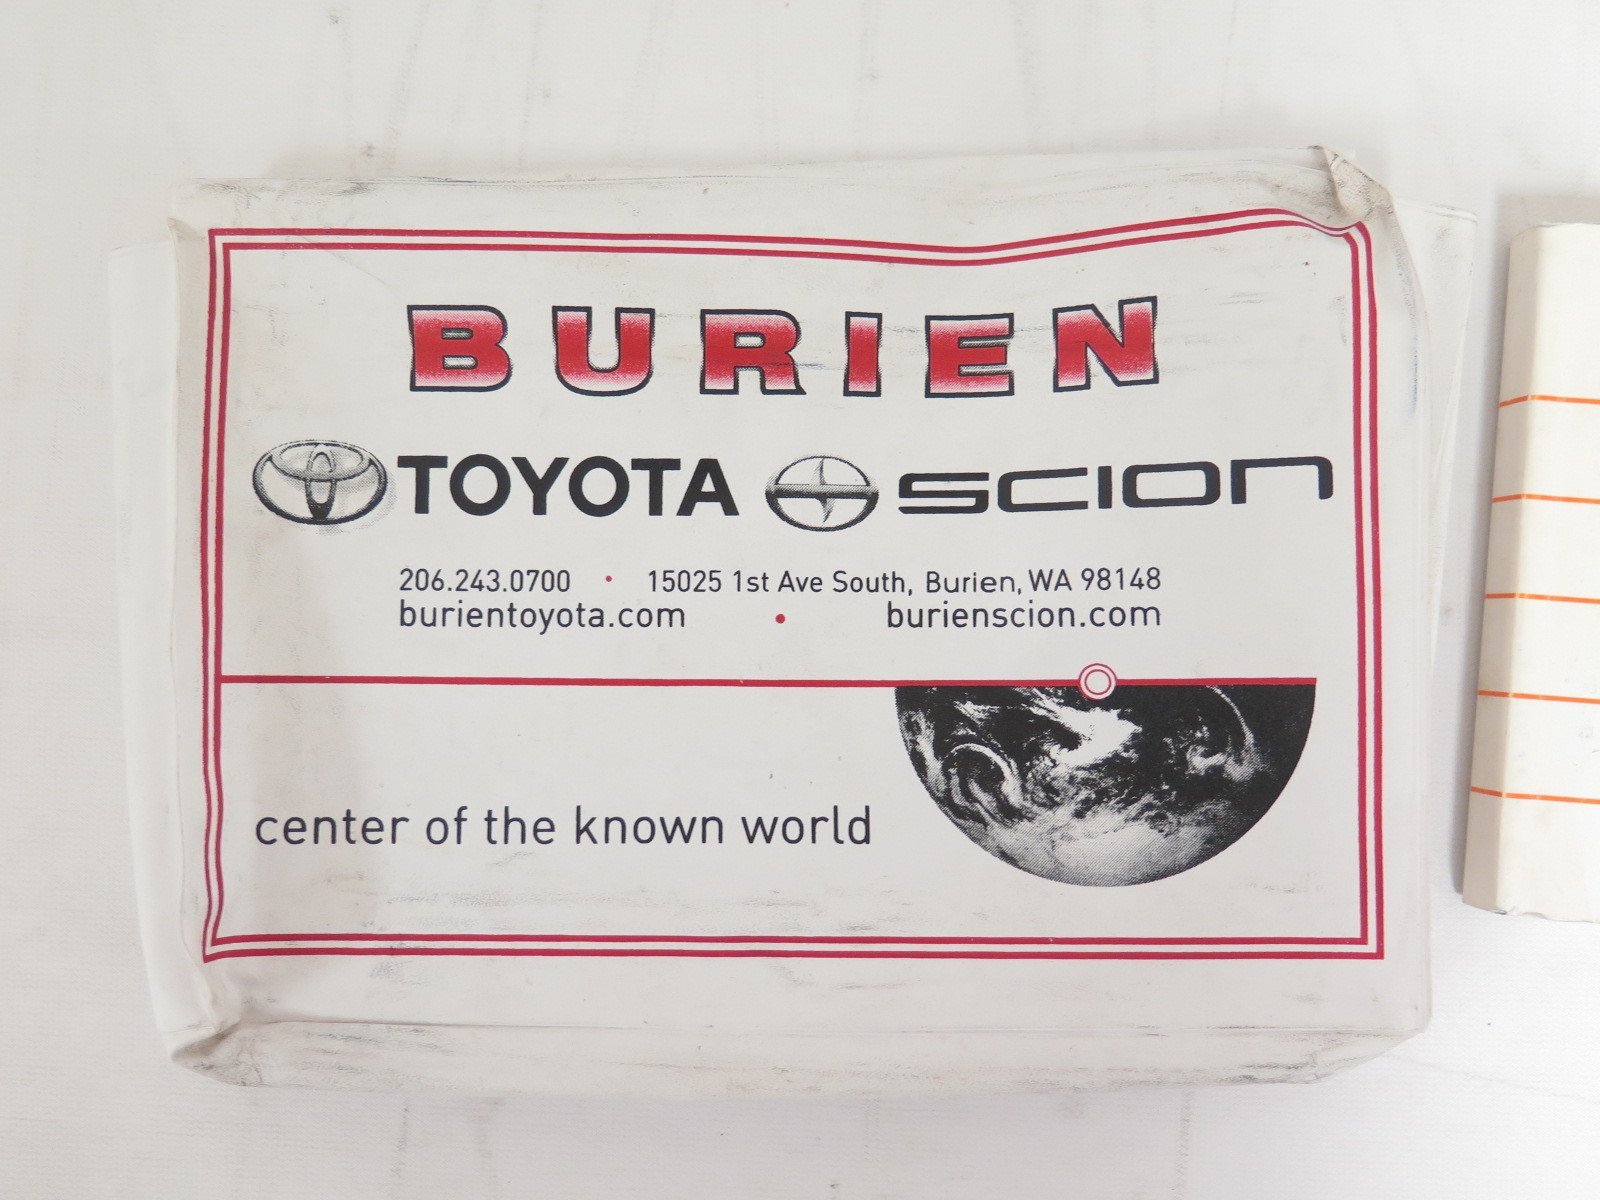 BURIEN
TOYOTA SCION
206.243.0700 • 15025 1st Ave South, Burien, WA 98148
burientoyota.com • burienscion.com
center of the known world